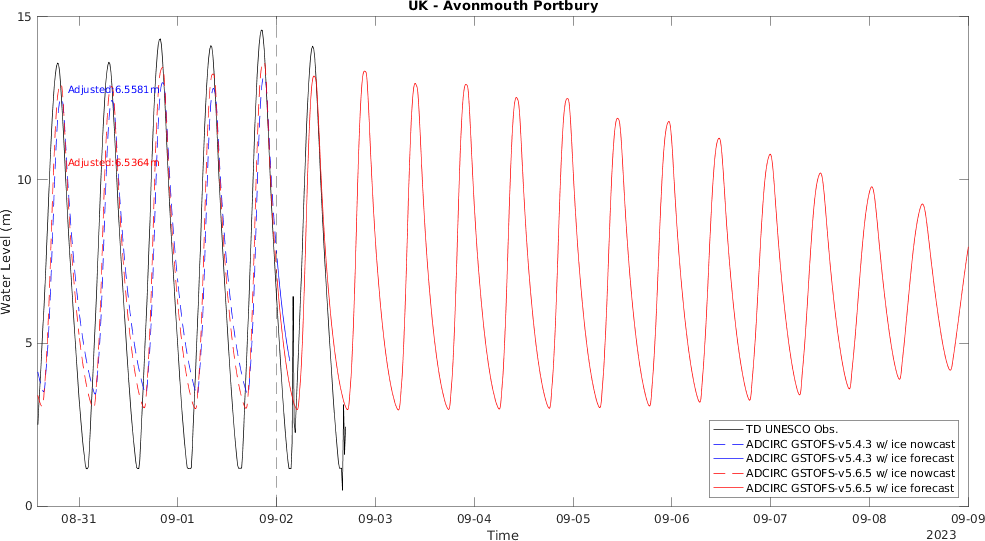 UK - Avonmouth Portbury
15
10
5
0
Water Level (m)
Adjusted:6.5581m
Adjusted:6.5364m
TD UNESCO Obs.
ADCIRC GSTOFS-v5.4.3 w/ ice nowcast
ADCIRC GSTOFS-v5.4.3 w/ ice forecast
ADCIRC GSTOFS-v5.6.5 w/ ice nowcast
ADCIRC GSTOFS-v5.6.5 w/ ice forecast
08-31 09-01 09-02 09-03 09-04 09-05 09-06 09-07 09-08 09-09
Time
2023